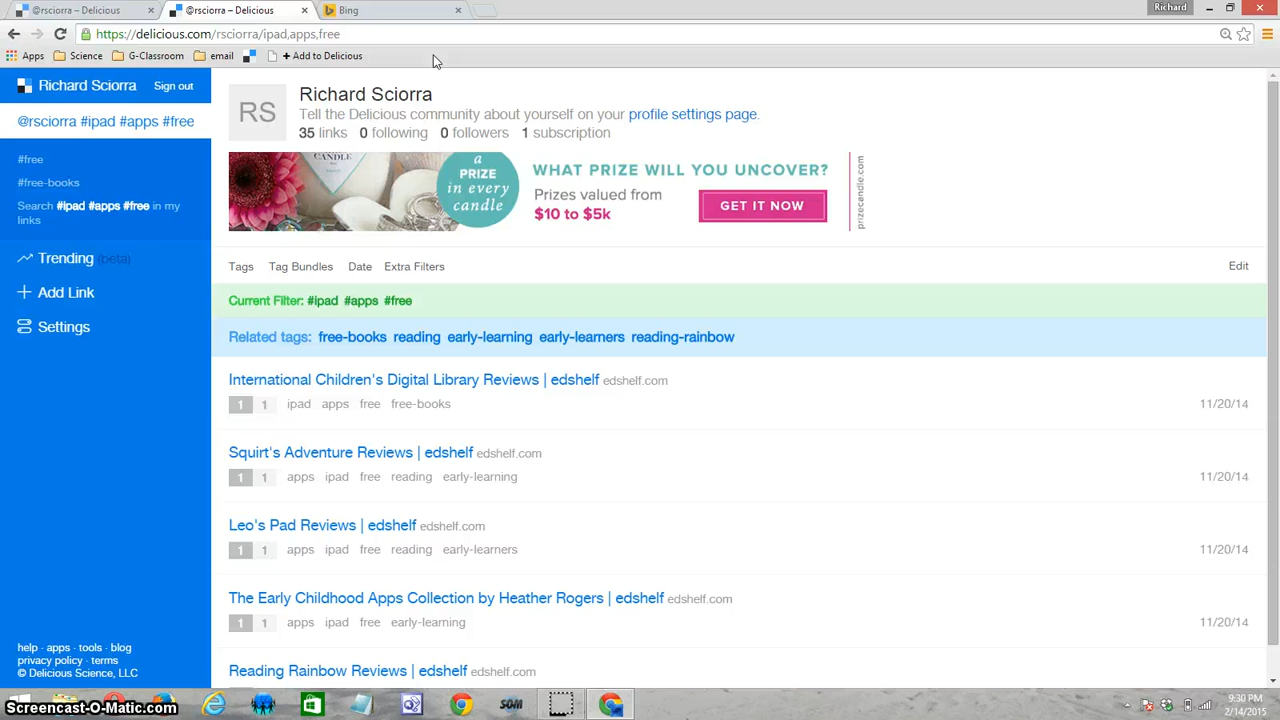 @rsciorra – Delicious
@rsciorra – Delicious
Bing
Richard
https://delicious.com/rsciorra/ipad,apps,free
Apps
Science
G-Classroom
email
+ Add to Delicious
Richard Sciorra
Sign out
@rsciorra #ipad #apps #free
#free
#free-books
Search #ipad #apps #free in my
links
Trending (beta)
Add Link
Settings
help · apps · tools · blog
privacy policy · terms
© Delicious Science, LLC
RS
Richard Sciorra
Tell the Delicious community about yourself on your profile settings page.
35 links 0 following 0 followers 1 subscription
CANDLE
a
PRIZE
in every
candle
WHAT PRIZE WILL YOU UNCOVER?
Prizes valued from
$10 to $5k
GET IT NOW
prizecandle.com
Tags Tag Bundles Date Extra Filters Edit
Current Filter: #ipad #apps #free
Related tags: free-books reading early-learning early-learners reading-rainbow
International Children's Digital Library Reviews | edshelf edshelf.com
1 1 ipad apps free free-books 11/20/14
Squirt's Adventure Reviews | edshelf edshelf.com
1 1 apps ipad free reading early-learning 11/20/14
Leo's Pad Reviews | edshelf edshelf.com
1 1 apps ipad free reading early-learners 11/20/14
The Early Childhood Apps Collection by Heather Rogers | edshelf edshelf.com
1 1 apps ipad free early-learning 11/20/14
Reading Rainbow Reviews | edshelf edshelf.com
Screencast-O-Matic.com
SOM
9:30 PM
2/14/2015